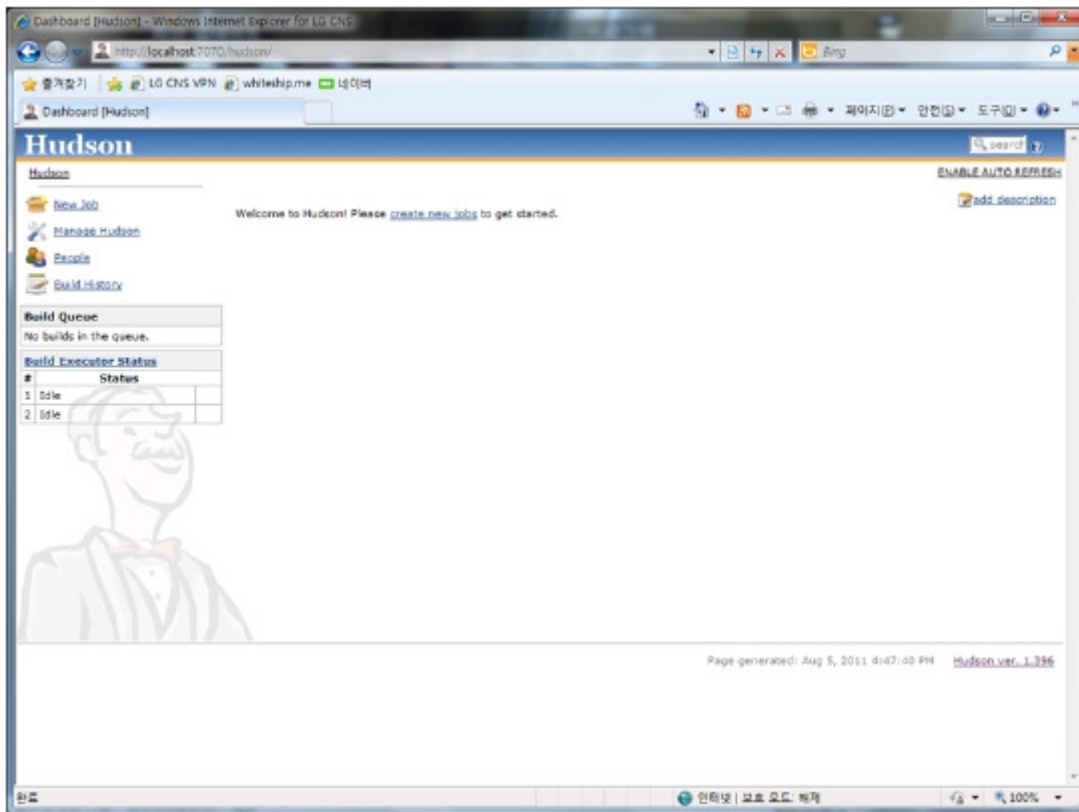 Dashboard [Hudson] - Windows Internet Explorer for LG CNS
http://localhost:7070/hudson/
Bing
즐겨찾기 LG CNS VPN whiteship.me 네이버
Dashboard [Hudson]
페이지(P) 안전(S) 도구(O)
Hudson
search
Hudson
ENABLE AUTO REFRESH
New Job
add description
Welcome to Hudson! Please create new jobs to get started.
Manage Hudson
People
Build History
Build Queue
No builds in the queue.
Build Executor Status
# Status
1 Idle
2 Idle
Page generated: Aug 5, 2011 4:47:40 PM Hudson ver. 1.396
완료
인터넷 | 보호 모드: 해제
100%